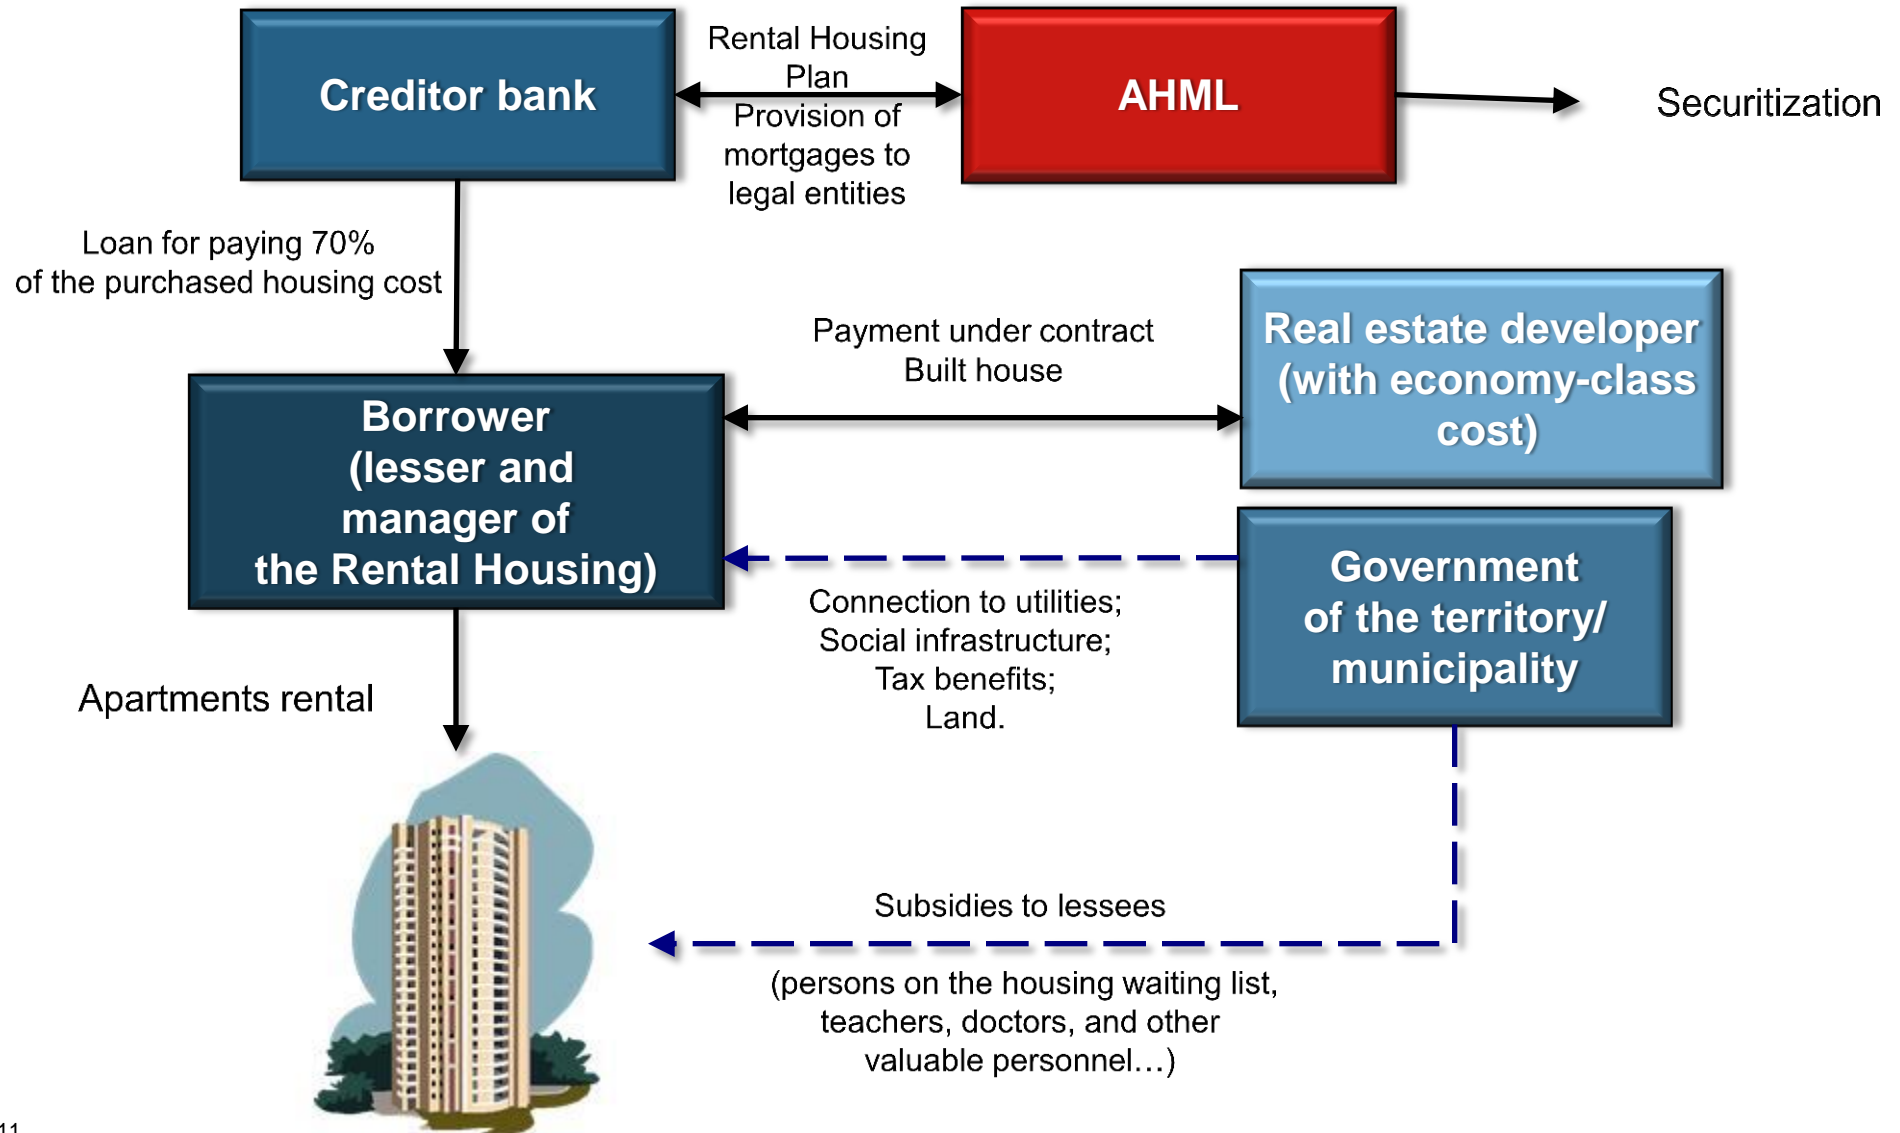 Creditor bank
Rental Housing
Plan
Provision of
mortgages to
legal entities
AHML
Securitization
Loan for paying 70%
of the purchased housing cost
Payment under contract
Built house
Real estate developer
(with economy-class
cost)
Borrower
(lesser and
manager of
the Rental Housing)
Connection to utilities;
Social infrastructure;
Tax benefits;
Land.
Government
of the territory/
municipality
Apartments rental
Subsidies to lessees
(persons on the housing waiting list,
teachers, doctors, and other
valuable personnel…)
11